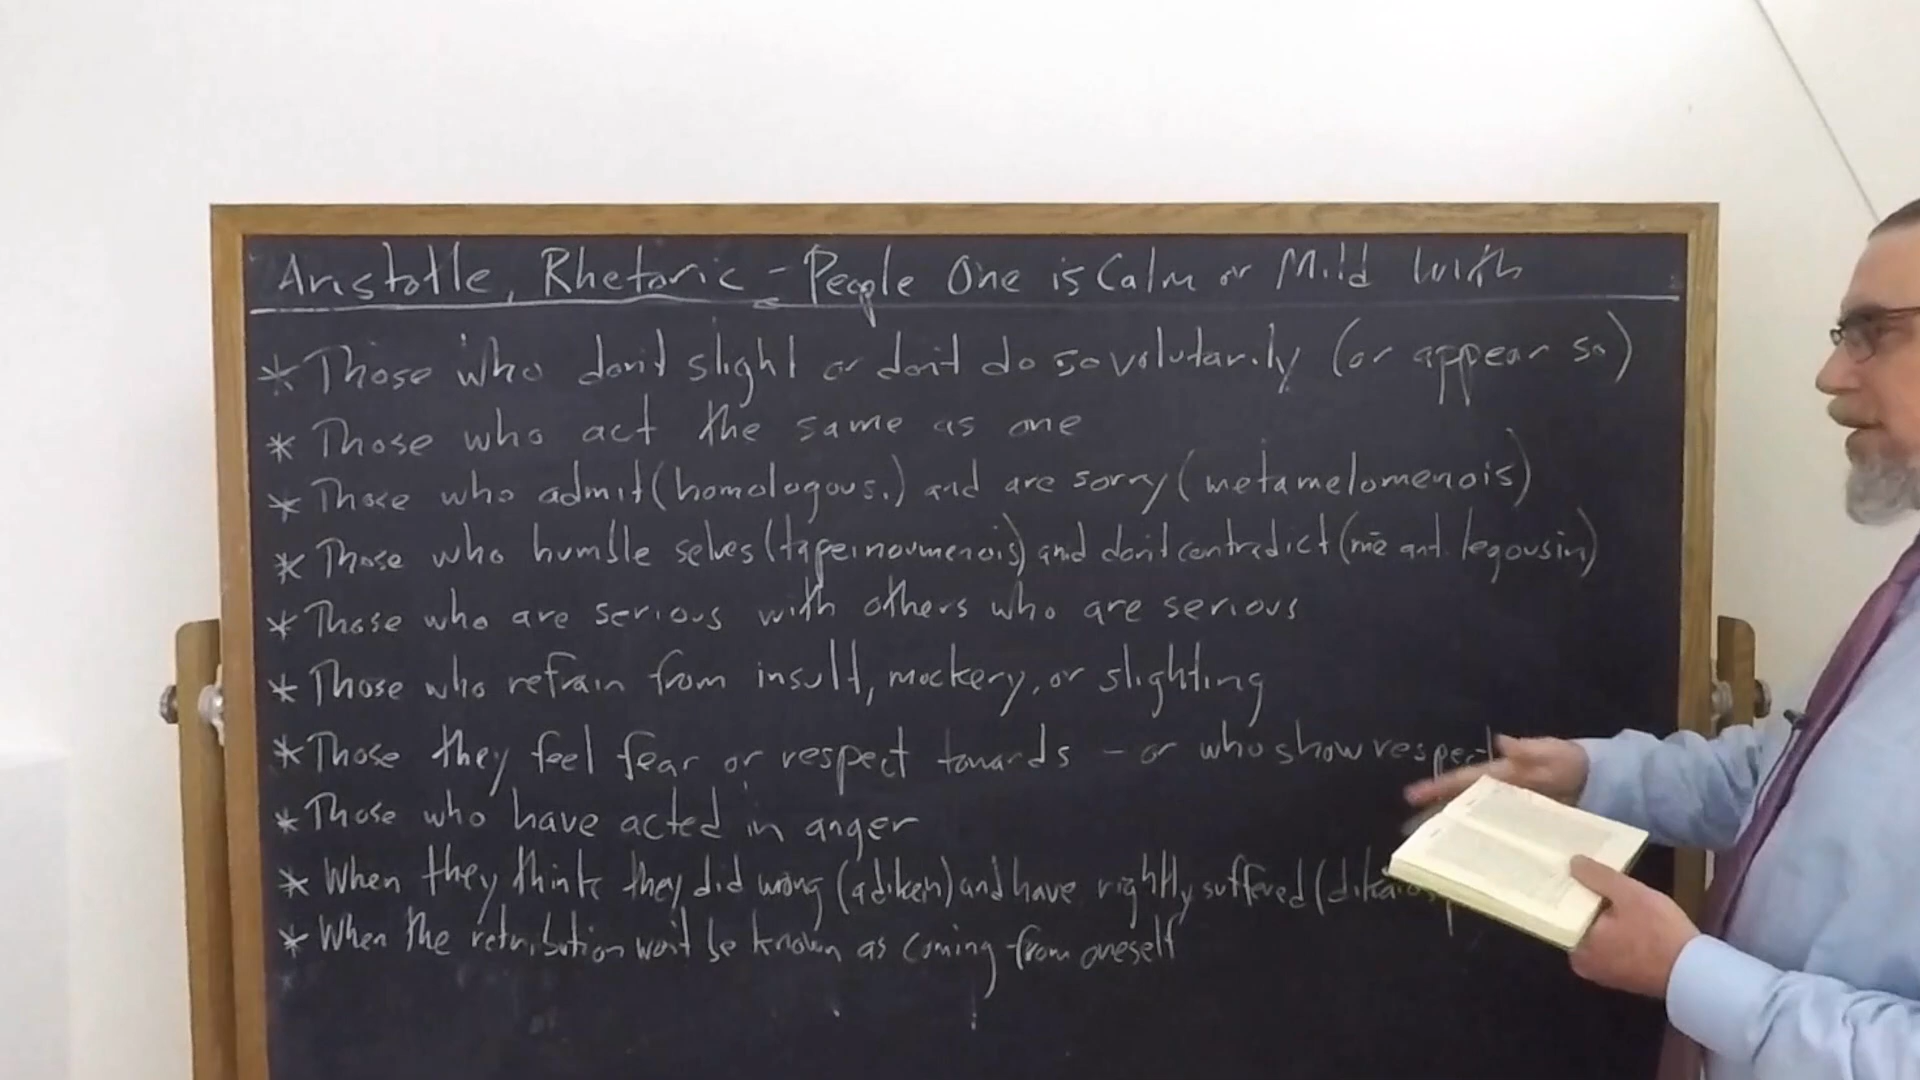 Aristotle, Rhetoric - People One is Calm or Mild With
* Those who don't slight or don't do so volutarily (or appear so)
* Those who act the same as one
* Those who admit (homologous.) and are sorry (metamelomenois)
* Those who humble selves (tapeinoumenois) and don't contradict (mē ant. legousin)
* Those who are serious with others who are serious
* Those who refrain from insult, mockery, or slighting
* Those they feel fear or respect towards - or who show respect
* Those who have acted in anger
* When they think they did wrong (adikein) and have rightly suffered
* When the retribution won't be known as coming from oneself